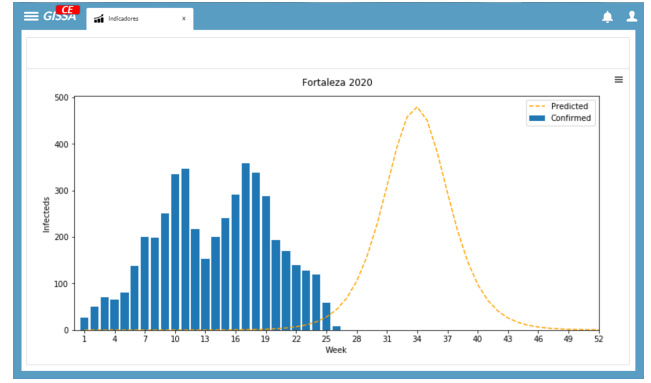 CE
GISSA
Indicadores x
Fortaleza 2020
Predicted
Confirmed
Infecteds
500
400
300
200
100
0
1 4 7 10 13 16 19 22 25 28 31 34 37 40 43 46 49 52
Week